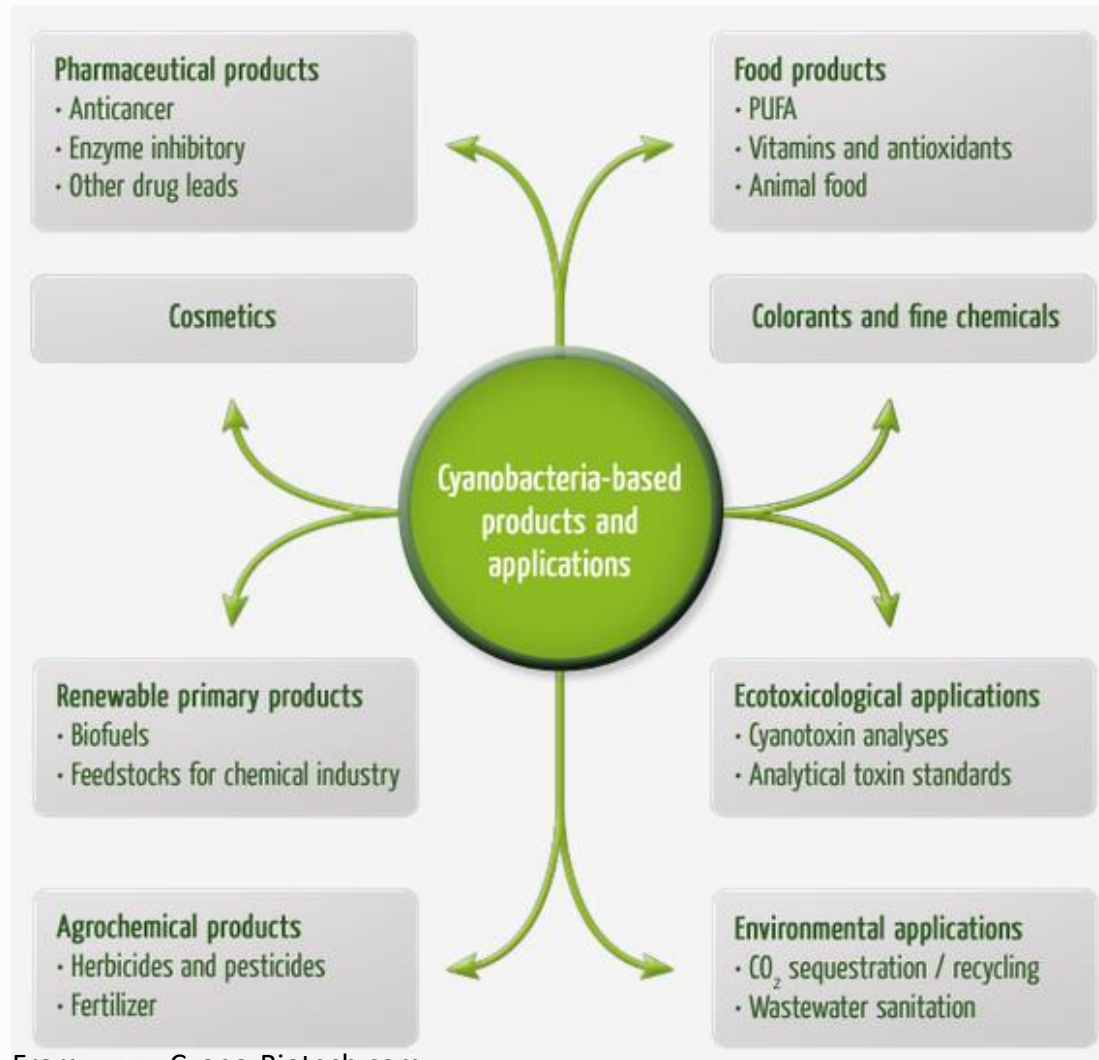 Pharmaceutical products
· Anticancer
· Enzyme inhibitory
· Other drug leads
Food products
· PUFA
· Vitamins and antioxidants
· Animal food
Cosmetics
Colorants and fine chemicals
Cyanobacteria-based
products and
applications
Renewable primary products
· Biofuels
· Feedstocks for chemical industry
Ecotoxicological applications
· Cyanotoxin analyses
· Analytical toxin standards
Agrochemical products
· Herbicides and pesticides
· Fertilizer
Environmental applications
· CO₂ sequestration / recycling
· Wastewater sanitation